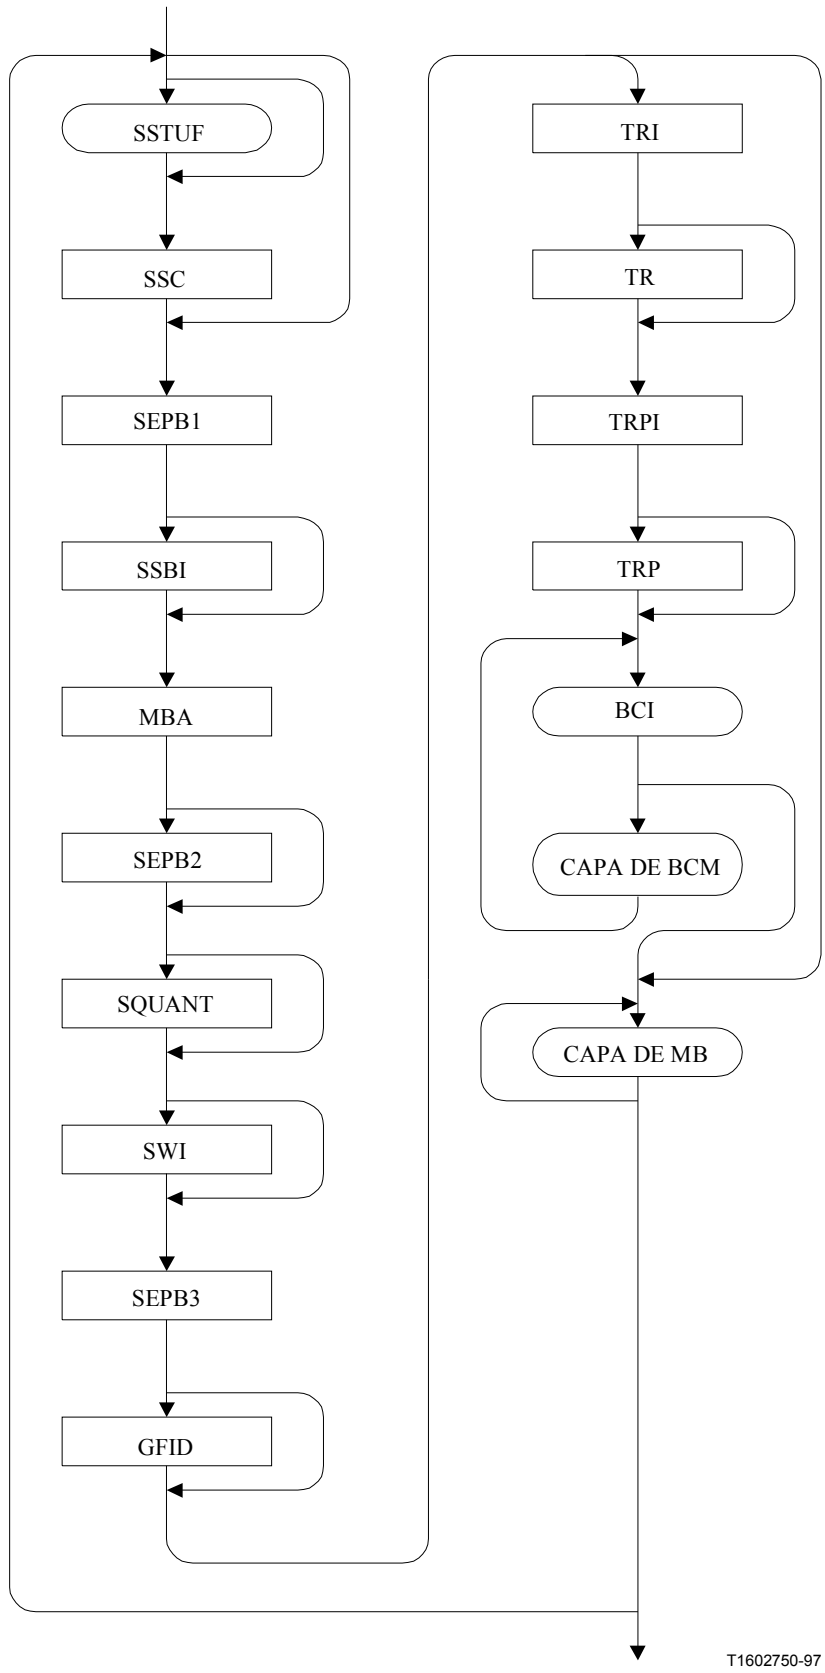 SSTUF
SSC
SEPB1
SSBI
MBA
SEPB2
SQUANT
SWI
SEPB3
GFID
TRI
TR
TRPI
TRP
BCI
CAPA DE BCM
CAPA DE MB
T1602750-97